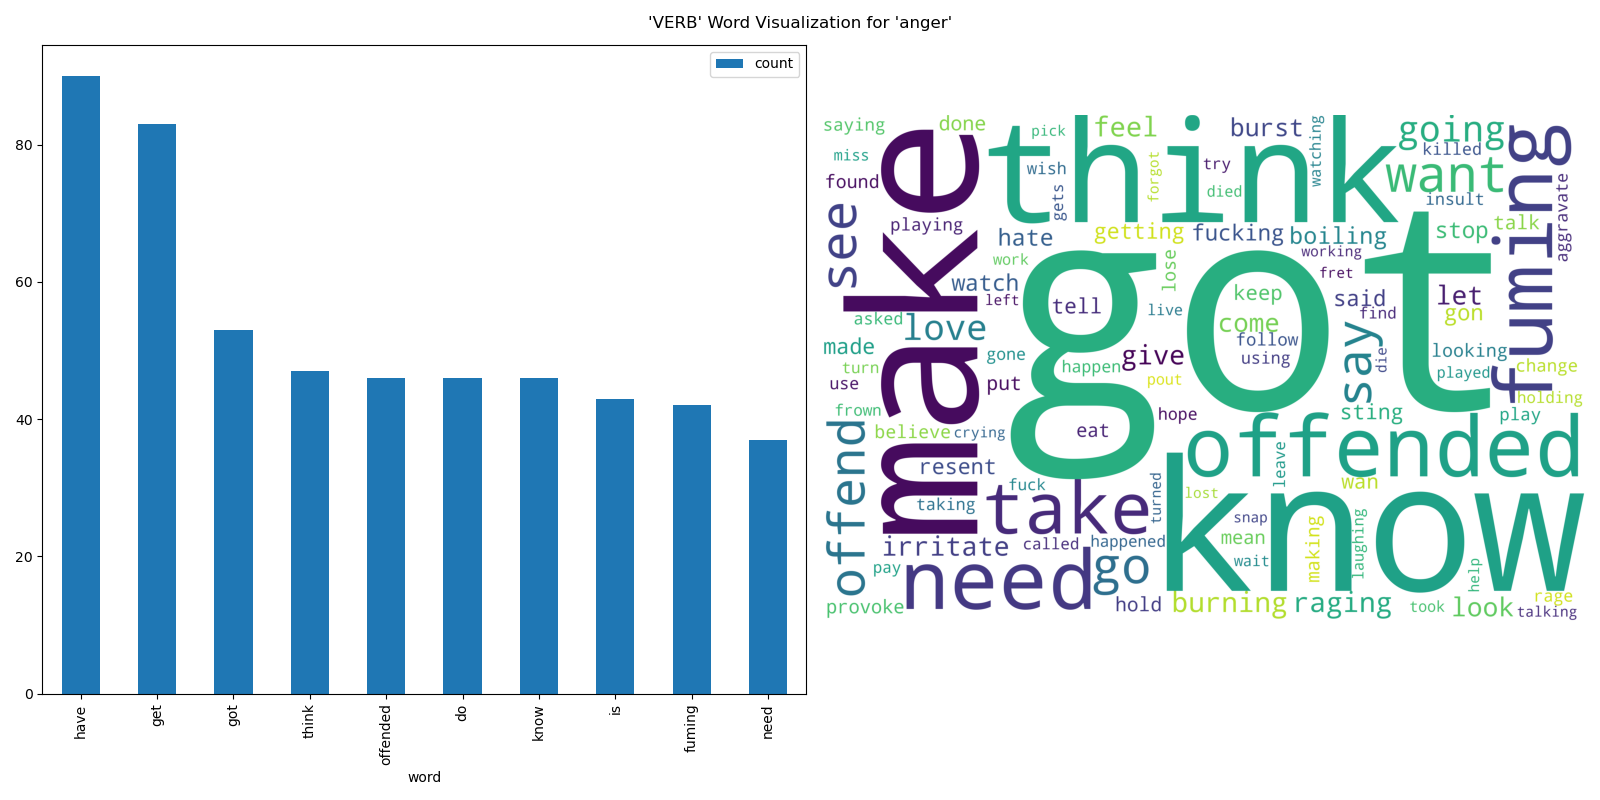 'VERB' Word Visualization for 'anger'
count
80
60
40
20
0
have
get
got
think
offended
do
know
is
fuming
need
word
saying
done
pick
feel
burst
watching
going
killed
fuming
miss
wish
forgot
try
want
found
gets
died
insult
aggravate
think
make
see
playing
hate
getting
fucking
boiling
stop
talk
work
lose
working
fret
watch
left
tell
got
keep
said
let
live
come
find
gon
asked
love
follow
say
made
gone
give
using
die
looking
turn
happen
played
change
use
put
pout
holding
frown
hope
sting
play
believe
crying
eat
offended
offend
resent
leave
fuck
turned
lost
wan
taking
take
know
snap
irritate
called
happened
mean
making
laughing
pay
need
go
wait
help
provoke
hold
burning
raging
took
look
rage
talking